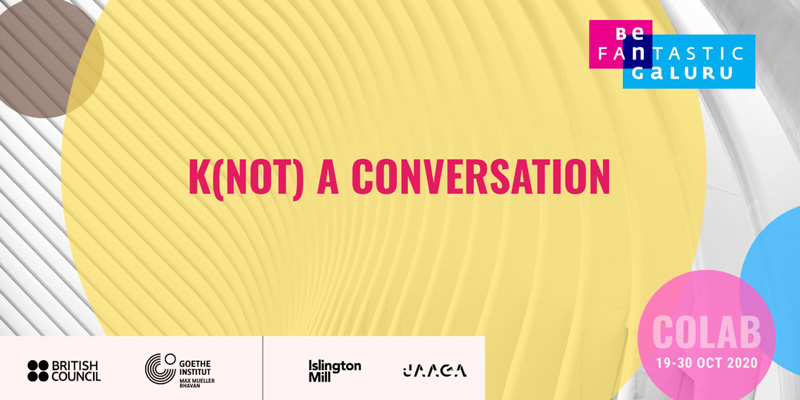 Be
FANTASTIC
nGaLURU
K(NOT) A CONVERSATION
COLAB
19-30 OCT 2020
BRITISH
COUNCIL
GOETHE
INSTITUT
MAX MUELLER
BHAVAN
Islington
Mill
JAAGA